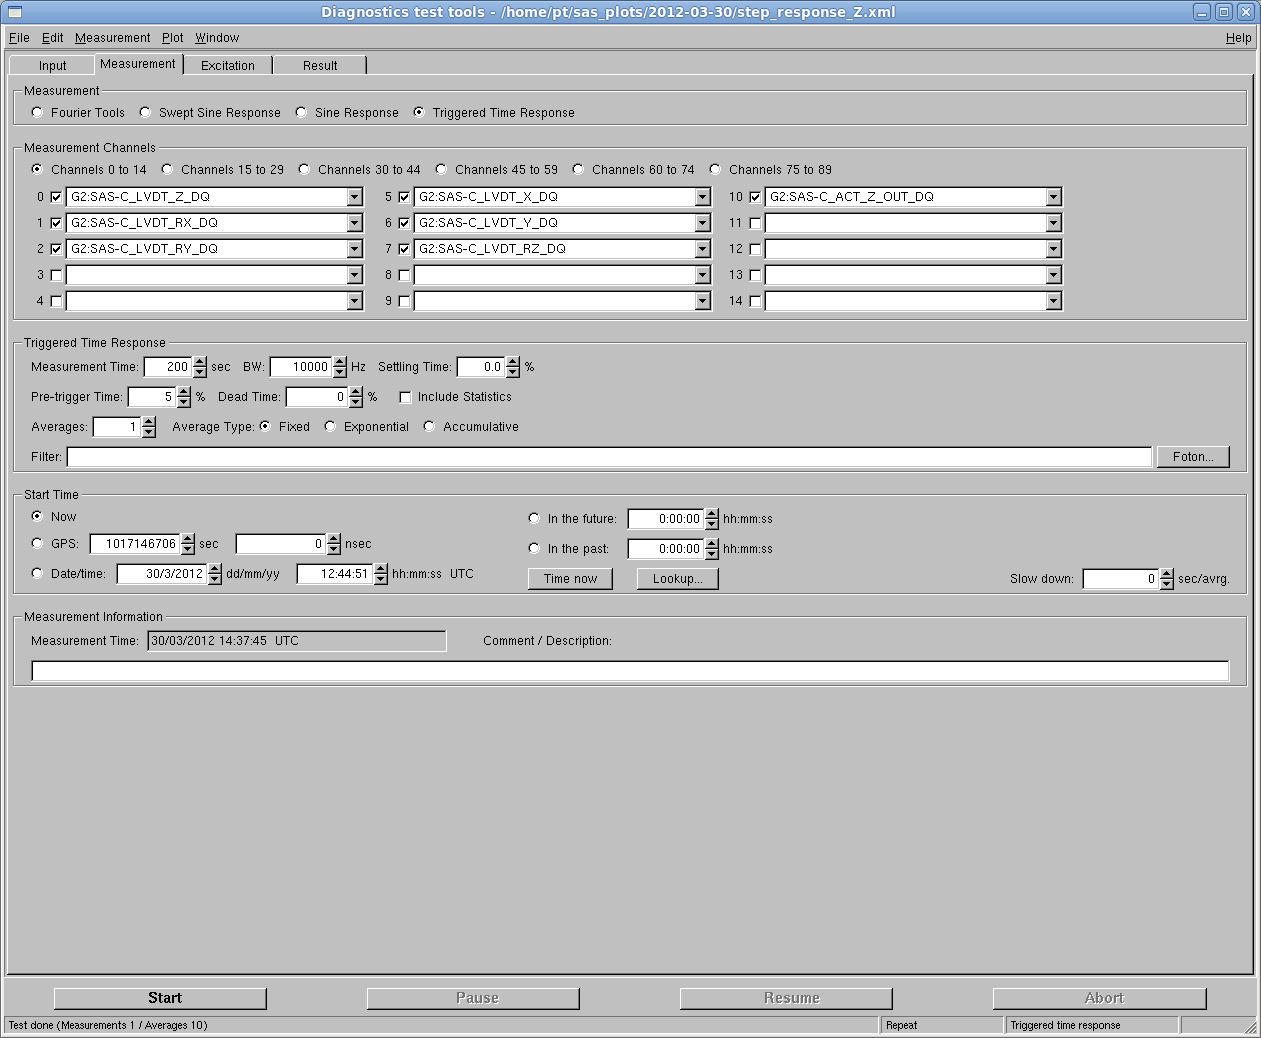 Diagnostics test tools - /home/pt/sas_plots/2012-03-30/step_response_Z.xml
File Edit Measurement Plot Window Help
Input Measurement Excitation Result
Measurement
Fourier Tools Swept Sine Response Sine Response Triggered Time Response
Measurement Channels
Channels 0 to 14 Channels 15 to 29 Channels 30 to 44 Channels 45 to 59 Channels 60 to 74 Channels 75 to 89
0 G2:SAS-C_LVDT_Z_DQ 5 G2:SAS-C_LVDT_X_DQ 10 G2:SAS-C_ACT_Z_OUT_DQ
1 G2:SAS-C_LVDT_RX_DQ 6 G2:SAS-C_LVDT_Y_DQ 11
2 G2:SAS-C_LVDT_RY_DQ 7 G2:SAS-C_LVDT_RZ_DQ 12
3 8 13
4 9 14
Triggered Time Response
Measurement Time: 200 sec BW: 10000 Hz Settling Time: 0.0 %
Pre-trigger Time: 5 % Dead Time: 0 % Include Statistics
Averages: 1 Average Type: Fixed Exponential Accumulative
Filter: Foton...
Start Time
Now In the future: 0:00:00 hh:mm:ss
GPS: 1017146706 sec 0 nsec In the past: 0:00:00 hh:mm:ss
Date/time: 30/3/2012 dd/mm/yy 12:44:51 hh:mm:ss UTC Time now Lookup... Slow down: 0 sec/avrg.
Measurement Information
Measurement Time: 30/03/2012 14:37:45 UTC Comment / Description:
Start Pause Resume Abort
Test done (Measurements 1 / Averages 10) Repeat Triggered time response